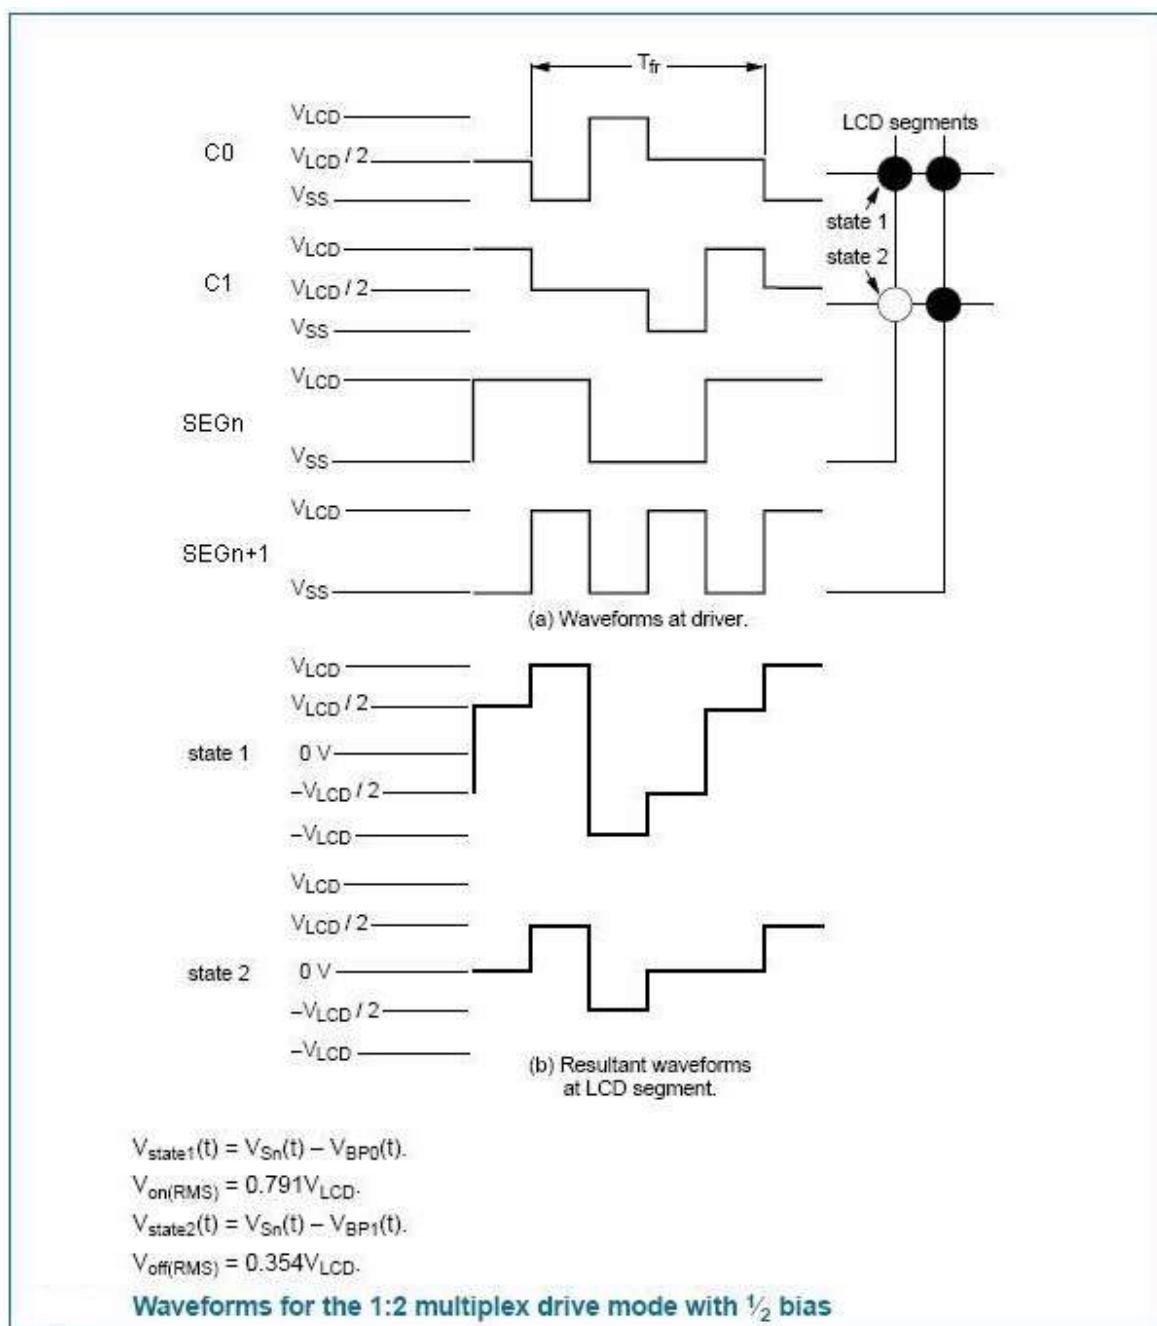 Tfr
VLCD
C0
VLCD / 2
VSS
LCD segments
state 1
VLCD
state 2
C1
VLCD / 2
VSS
VLCD
SEGn
VSS
VLCD
SEGn+1
VSS
(a) Waveforms at driver.
VLCD
VLCD / 2
state 1
0 V
–VLCD / 2
–VLCD
VLCD
VLCD / 2
state 2
0 V
–VLCD / 2
–VLCD
(b) Resultant waveforms
at LCD segment.
Vstate1(t) = VSn(t) – VBP0(t).
Von(RMS) = 0.791VLCD.
Vstate2(t) = VSn(t) – VBP1(t).
Voff(RMS) = 0.354VLCD.
Waveforms for the 1:2 multiplex drive mode with 1⁄2 bias